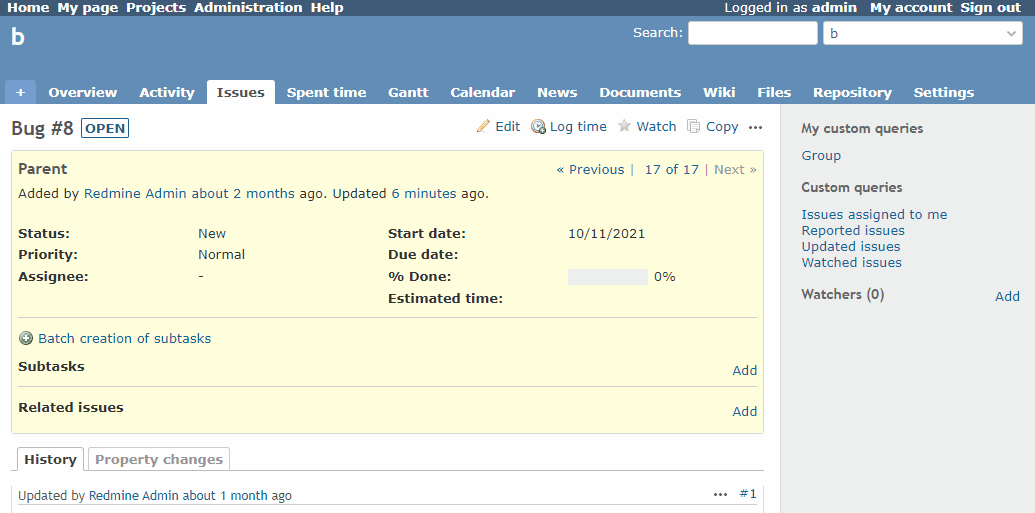 Home My page Projects Administration Help Logged in as admin My account Sign out
b Search: b
+ Overview Activity Issues Spent time Gantt Calendar News Documents Wiki Files Repository Settings
Bug #8 OPEN Edit Log time Watch Copy ···
Parent « Previous | 17 of 17 | Next »
Added by Redmine Admin about 2 months ago. Updated 6 minutes ago.
Status: New Start date: 10/11/2021
Priority: Normal Due date:
Assignee: - % Done: 0%
Estimated time:
Batch creation of subtasks
Subtasks Add
Related issues Add
History Property changes
Updated by Redmine Admin about 1 month ago ··· #1
My custom queries
Group
Custom queries
Issues assigned to me
Reported issues
Updated issues
Watched issues
Watchers (0) Add